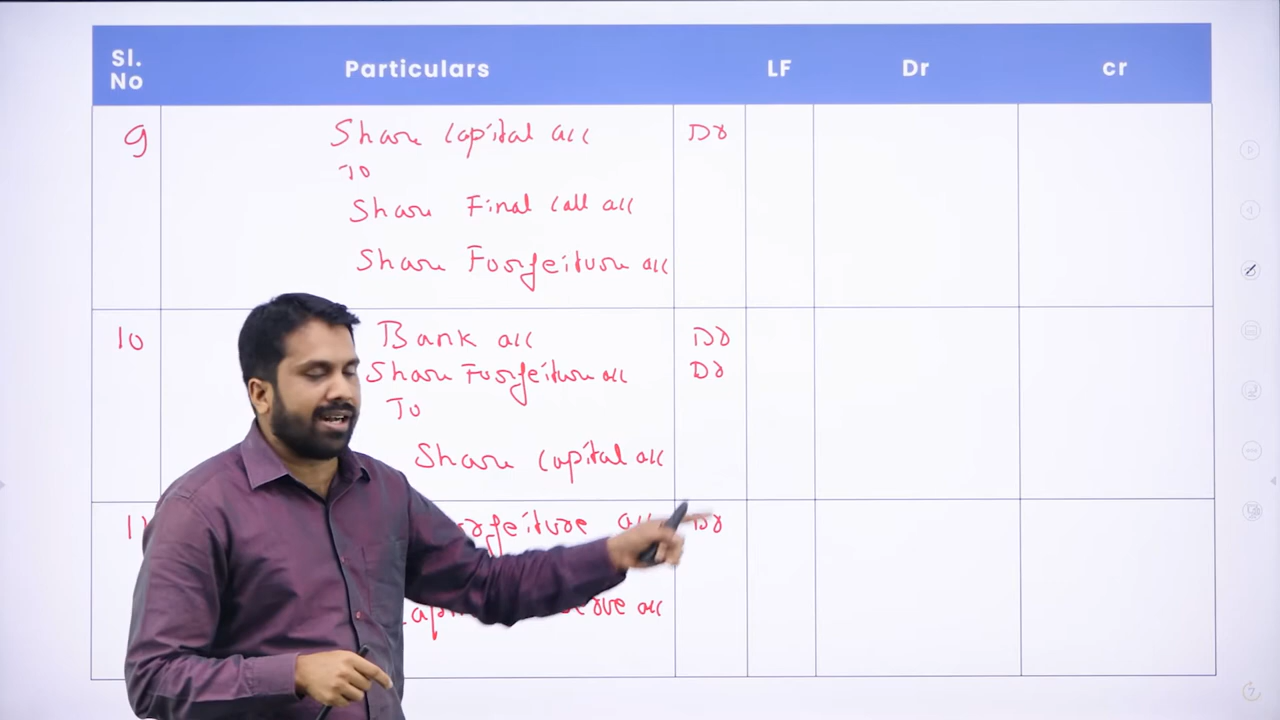 Sl. No Particulars LF Dr cr
9 Share Capital a/c Dr
To
Share Final Call a/c
Share Forfeiture a/c
10 Bank a/c Dr
Share Forfeiture a/c Dr
To
Share Capital a/c
11 a/c Dr
a/c
7